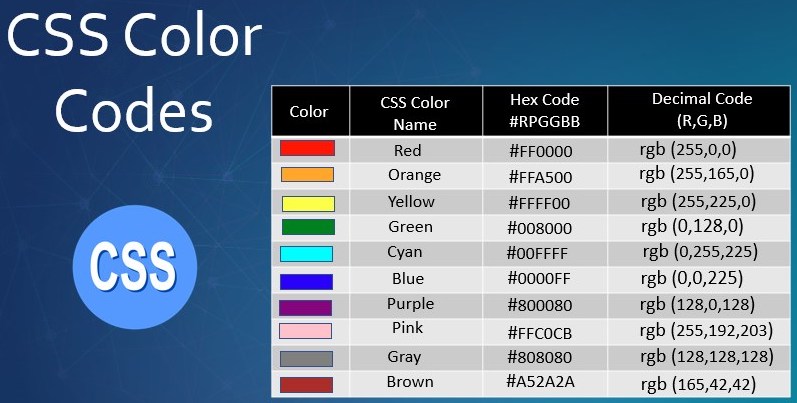 CSS Color
Codes
CSS
Color CSS Color Name Hex Code #RPGGBB Decimal Code (R,G,B)
Red #FF0000 rgb (255,0,0)
Orange #FFA500 rgb (255,165,0)
Yellow #FFFF00 rgb (255,225,0)
Green #008000 rgb (0,128,0)
Cyan #00FFFF rgb (0,255,225)
Blue #0000FF rgb (0,0,225)
Purple #800080 rgb (128,0,128)
Pink #FFC0CB rgb (255,192,203)
Gray #808080 rgb (128,128,128)
Brown #A52A2A rgb (165,42,42)